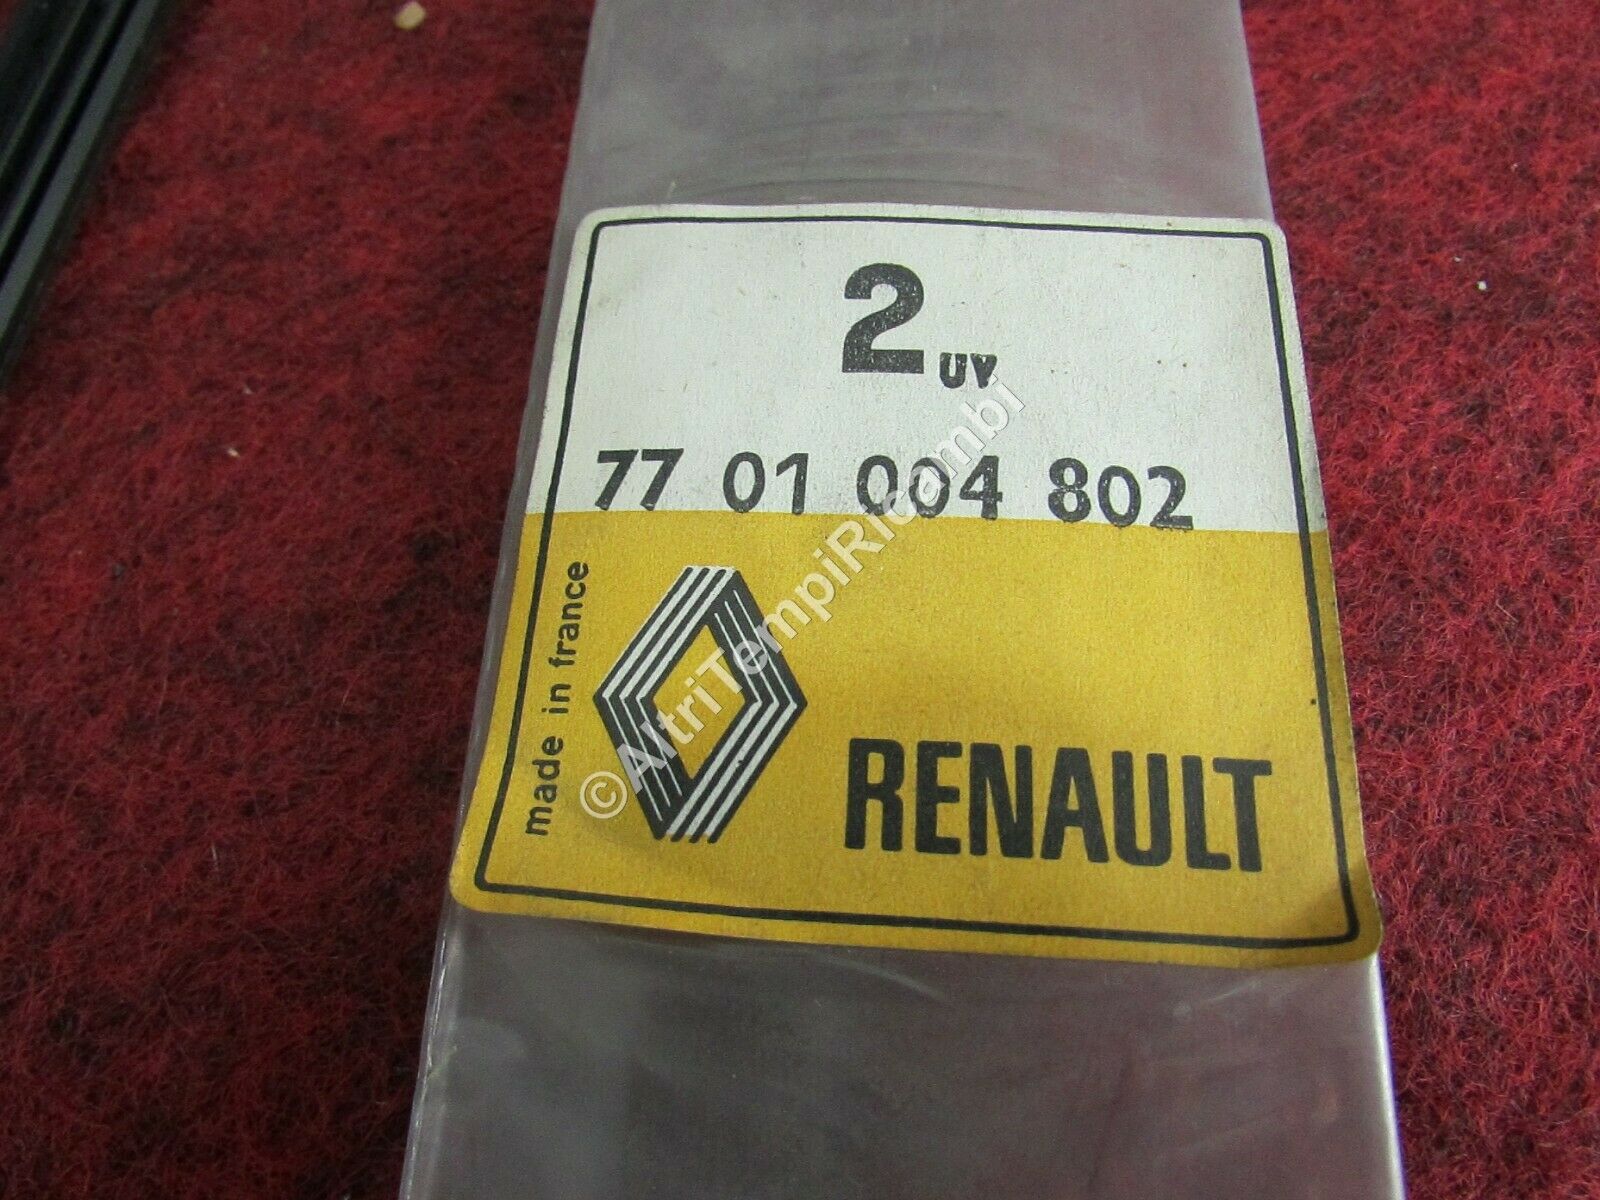 2 UV
77 01 004 802
made in france
RENAULT
©AltriTempiRicambi